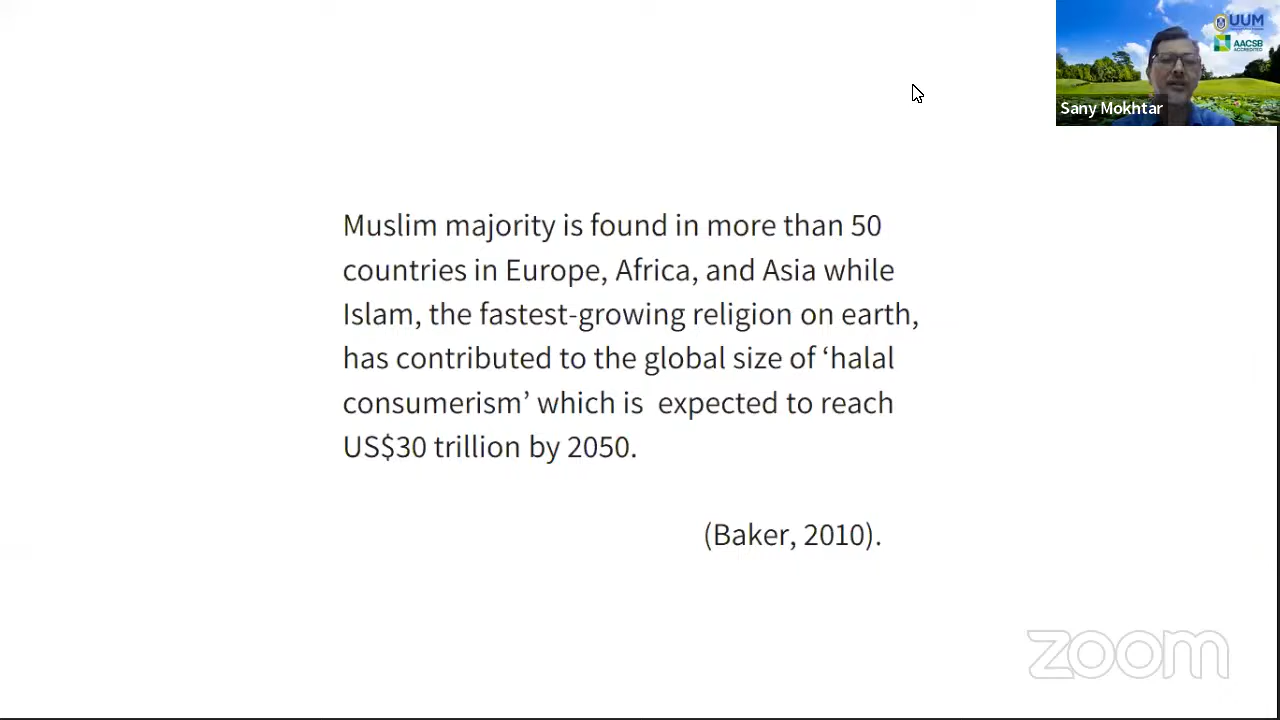 UUM
AACSB
ACCREDITED
Sany Mokhtar
Muslim majority is found in more than 50
countries in Europe, Africa, and Asia while
Islam, the fastest-growing religion on earth,
has contributed to the global size of ‘halal
consumerism’ which is  expected to reach
US$30 trillion by 2050.
(Baker, 2010).
zoom